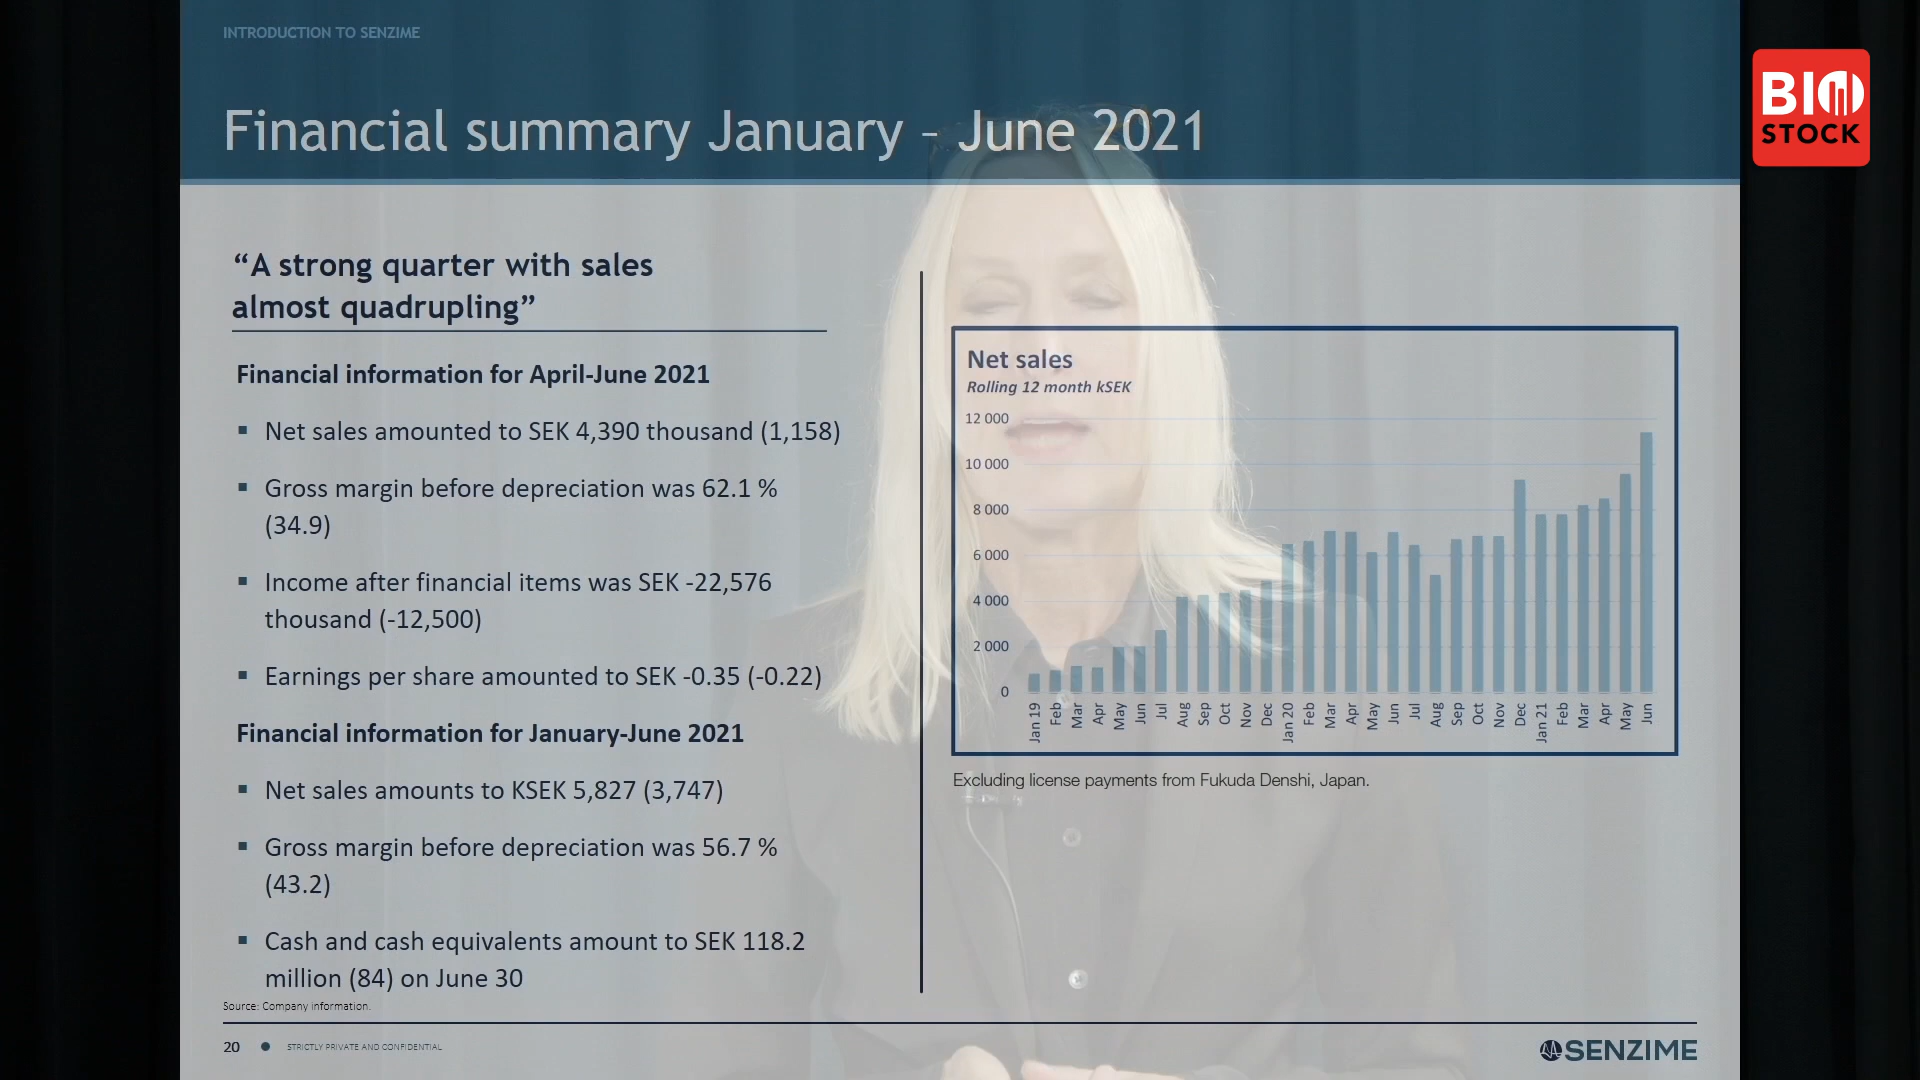 INTRODUCTION TO SENZIME
BIO
STOCK
Financial summary January - June 2021
“A strong quarter with sales
almost quadrupling”
Financial information for April-June 2021
▪ Net sales amounted to SEK 4,390 thousand (1,158)
▪ Gross margin before depreciation was 62.1 %
(34.9)
▪ Income after financial items was SEK -22,576
thousand (-12,500)
▪ Earnings per share amounted to SEK -0.35 (-0.22)
Financial information for January-June 2021
▪ Net sales amounts to KSEK 5,827 (3,747)
▪ Gross margin before depreciation was 56.7 %
(43.2)
▪ Cash and cash equivalents amount to SEK 118.2
million (84) on June 30
Source: Company information.
Net sales
Rolling 12 month kSEK
12 000
10 000
8 000
6 000
4 000
2 000
0
Jan 19 Feb Mar Apr May Jun Jul Aug Sep Oct Nov Dec Jan 20 Feb Mar Apr May Jun Jul Aug Sep Oct Nov Dec Jan 21 Feb Mar Apr May Jun
Excluding license payments from Fukuda Denshi, Japan.
20 ● STRICTLY PRIVATE AND CONFIDENTIAL
SENZIME